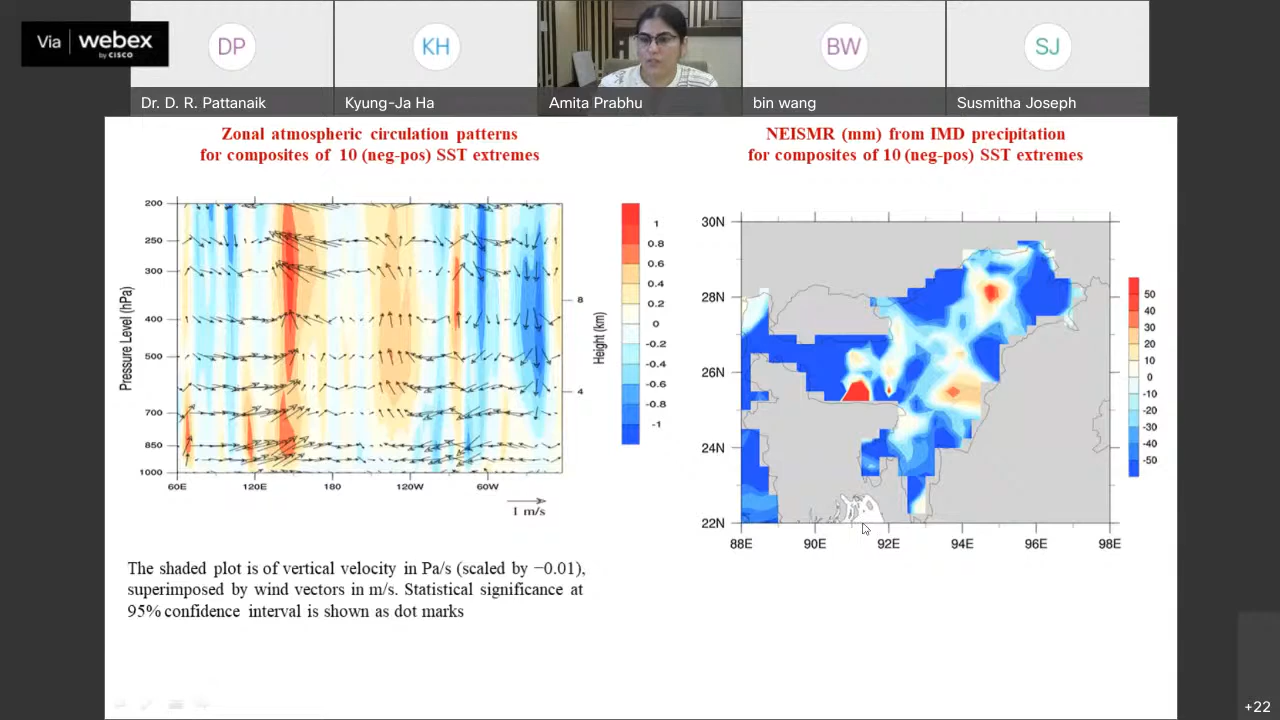 Via webex
by CISCO
DP
KH
BW
SJ
Dr. D. R. Pattanaik
Kyung-Ja Ha
Amita Prabhu
bin wang
Susmitha Joseph
Zonal atmospheric circulation patterns
for composites of 10 (neg-pos) SST extremes
200
250
300
400
500
700
850
1000
Pressure Level (hPa)
60E 120E 180 120W 60W
8
4
Height (km)
1 m/s
1
0.8
0.6
0.4
0.2
0
-0.2
-0.4
-0.6
-0.8
-1
The shaded plot is of vertical velocity in Pa/s (scaled by −0.01),
superimposed by wind vectors in m/s. Statistical significance at
95% confidence interval is shown as dot marks
NEISMR (mm) from IMD precipitation
for composites of 10 (neg-pos) SST extremes
30N
28N
26N
24N
22N
88E 90E 92E 94E 96E 98E
50
40
30
20
10
0
-10
-20
-30
-40
-50
+22